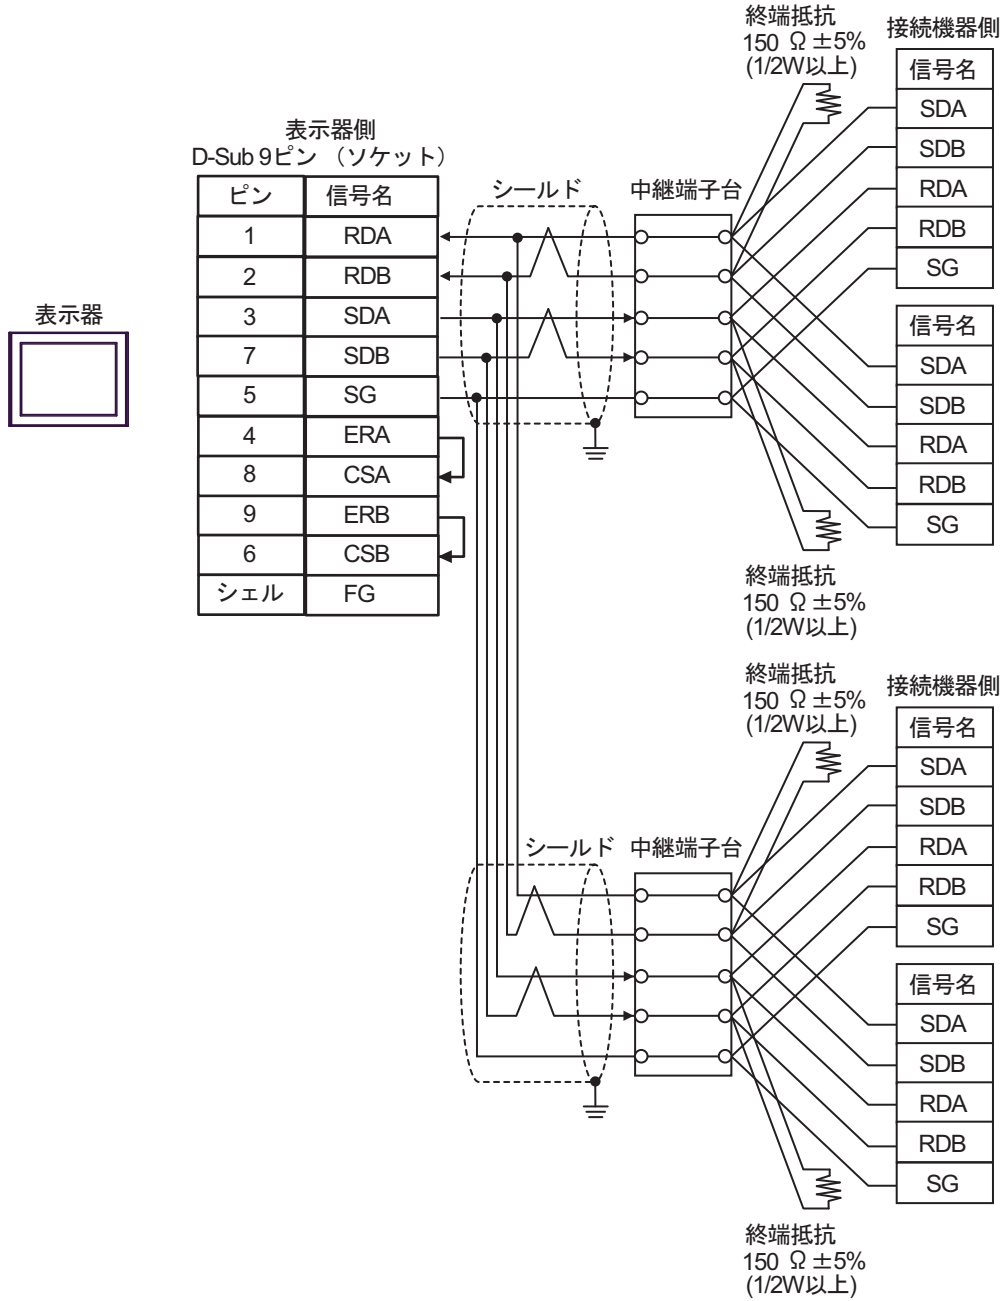 表示器
表示器側
D-Sub 9ピン （ソケット）
ピン 信号名
1 RDA
2 RDB
3 SDA
7 SDB
5 SG
4 ERA
8 CSA
9 ERB
6 CSB
シェル FG
シールド
中継端子台
終端抵抗
150 Ω ±5%
(1/2W以上)
接続機器側
信号名
SDA
SDB
RDA
RDB
SG
信号名
SDA
SDB
RDA
RDB
SG
終端抵抗
150 Ω ±5%
(1/2W以上)
シールド
中継端子台
終端抵抗
150 Ω ±5%
(1/2W以上)
接続機器側
信号名
SDA
SDB
RDA
RDB
SG
信号名
SDA
SDB
RDA
RDB
SG
終端抵抗
150 Ω ±5%
(1/2W以上)